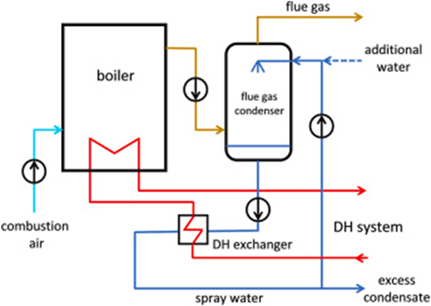 flue gas
additional
water
boiler
flue gas
condenser
combustion
air
DH exchanger
DH system
spray water
excess
condensate